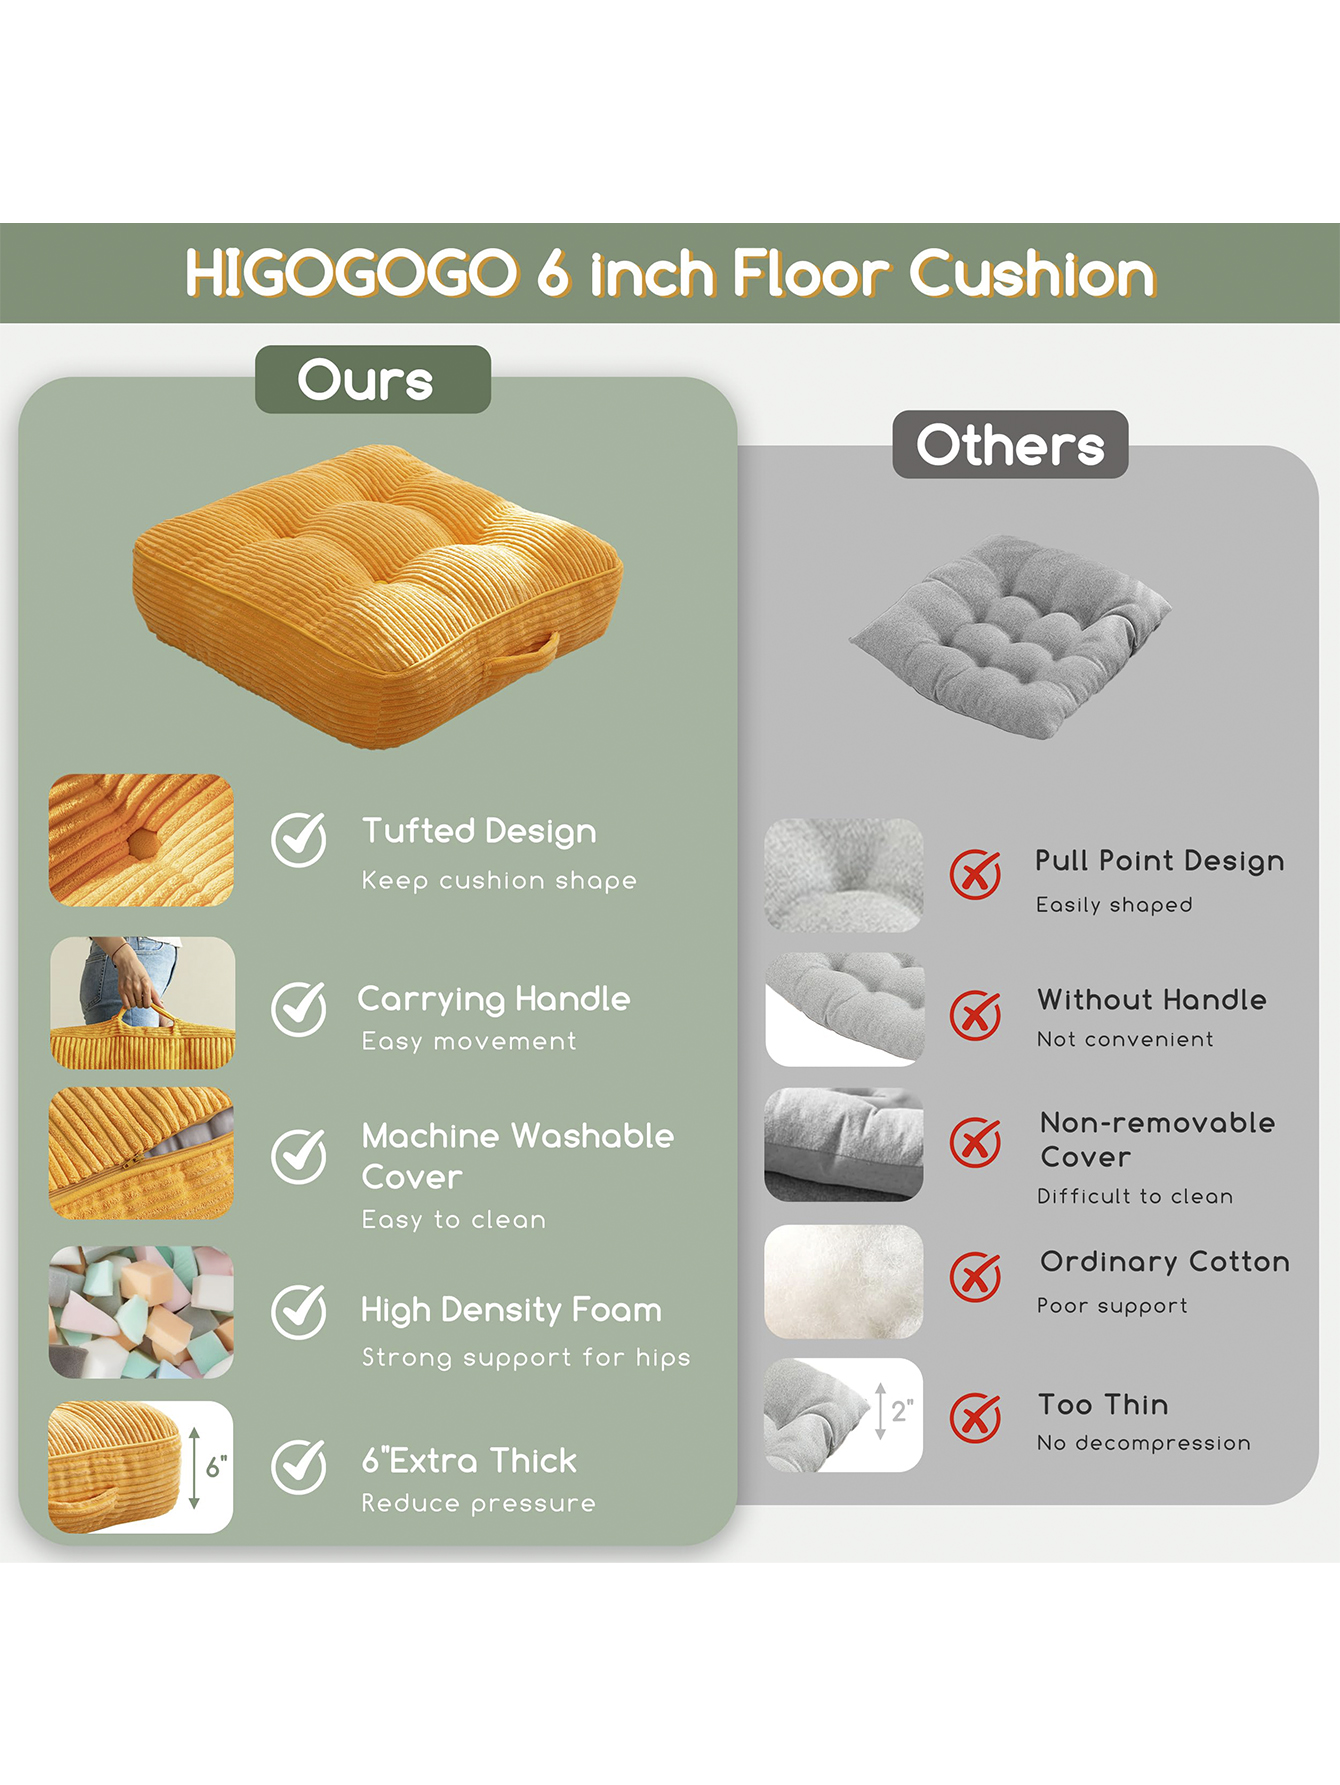 HIGOGOGO 6 inch Floor Cushion
Ours
Tufted Design
Keep cushion shape
Carrying Handle
Easy movement
Machine Washable
Cover
Easy to clean
High Density Foam
Strong support for hips
6"
6"Extra Thick
Reduce pressure
Others
Pull Point Design
Easily shaped
Without Handle
Not convenient
Non-removable
Cover
Difficult to clean
Ordinary Cotton
Poor support
2"
Too Thin
No decompression